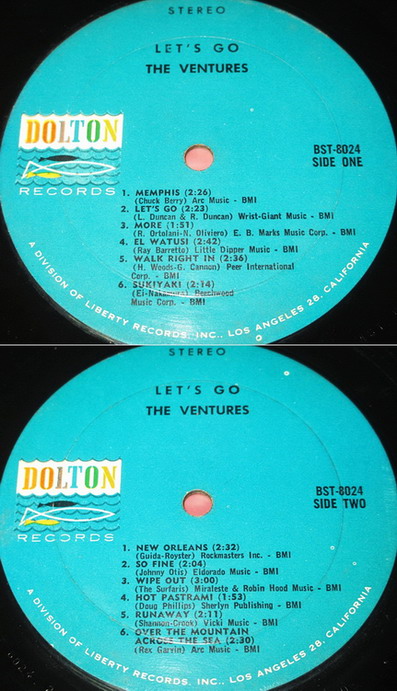 STEREO
LET'S GO
THE VENTURES
DOLTON
RECORDS
BST-8024
SIDE ONE
1. MEMPHIS (2:26)
(Chuck Berry) Arc Music - BMI
2. LET'S GO (2:23)
(L. Duncan & R. Duncan) Wrist-Giant Music - BMI
3. MORE (1:51)
(R. Ortolani-N. Oliviero) E. B. Marks Music Corp. - BMI
4. EL WATUSI (2:42)
(Ray Barretto) Little Dipper Music - BMI
5. WALK RIGHT IN (2:36)
(H. Woods-G. Cannon) Peer International
Corp. - BMI
6. SUKIYAKI (2:14)
(Ei-Nakamura) Beechwood
Music Corp. - BMI
A DIVISION OF LIBERTY RECORDS, INC., LOS ANGELES 28, CALIFORNIA
STEREO
LET'S GO
THE VENTURES
DOLTON
RECORDS
BST-8024
SIDE TWO
1. NEW ORLEANS (2:32)
(Guida-Royster) Rockmasters Inc. - BMI
2. SO FINE (2:04)
(Johnny Otis) Eldorado Music - BMI
3. WIPE OUT (3:00)
(The Surfaris) Miraleste & Robin Hood Music - BMI
4. HOT PASTRAMI (1:53)
(Doug Phillips) Sherlyn Publishing - BMI
5. RUNAWAY (2:11)
(Shannon-Crook) Vicki Music - BMI
6. OVER THE MOUNTAIN
ACROSS THE SEA (2:30)
(Rex Garvin) Arc Music - BMI
A DIVISION OF LIBERTY RECORDS, INC., LOS ANGELES 28, CALIFORNIA